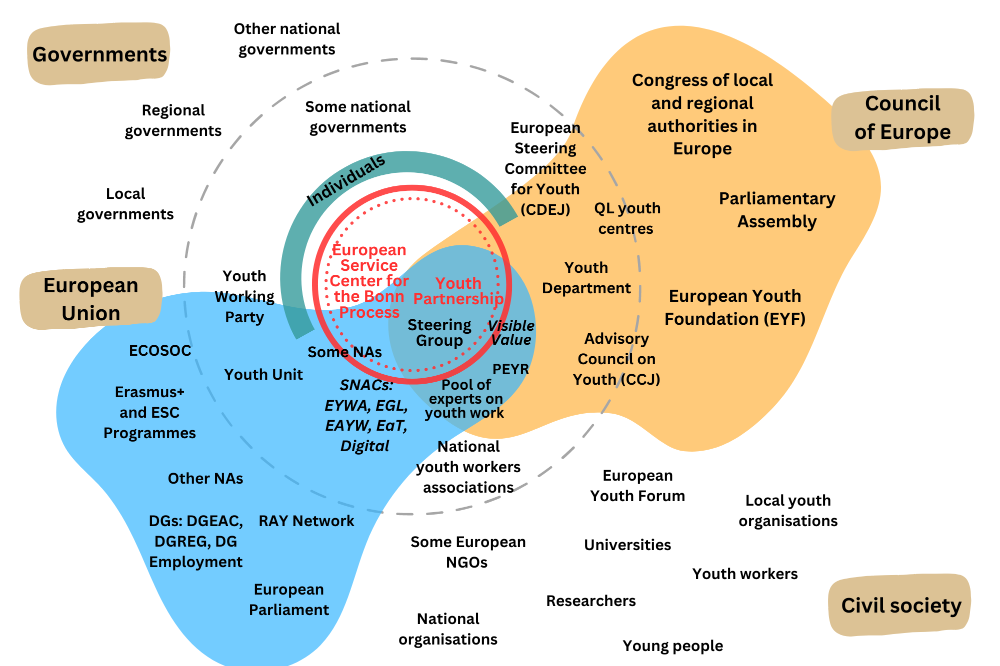 Governments
Other national
governments
Regional
governments
Some national
governments
Local
governments
Individuals
European
Steering
Committee
for Youth
(CDEJ)
Congress of local
and regional
authorities in
Europe
Council
of Europe
QL youth
centres
Parliamentary
Assembly
Youth
Department
European Youth
Foundation (EYF)
Advisory
Council on
Youth (CCJ)
European
Service
Center for
the Bonn
Process
Youth
Partnership
Steering
Group
Visible
Value
PEYR
Pool of
experts on
youth work
European
Union
Youth
Working
Party
ECOSOC
Youth Unit
Some NAs
SNACs:
EYWA, EGL,
EAYW, EaT,
Digital
Erasmus+
and ESC
Programmes
Other NAs
DGs: DGEAC,
DGREG, DG
Employment
RAY Network
European
Parliament
National
youth workers
associations
European
Youth Forum
Local youth
organisations
Some European
NGOs
Universities
Youth workers
Researchers
National
organisations
Young people
Civil society